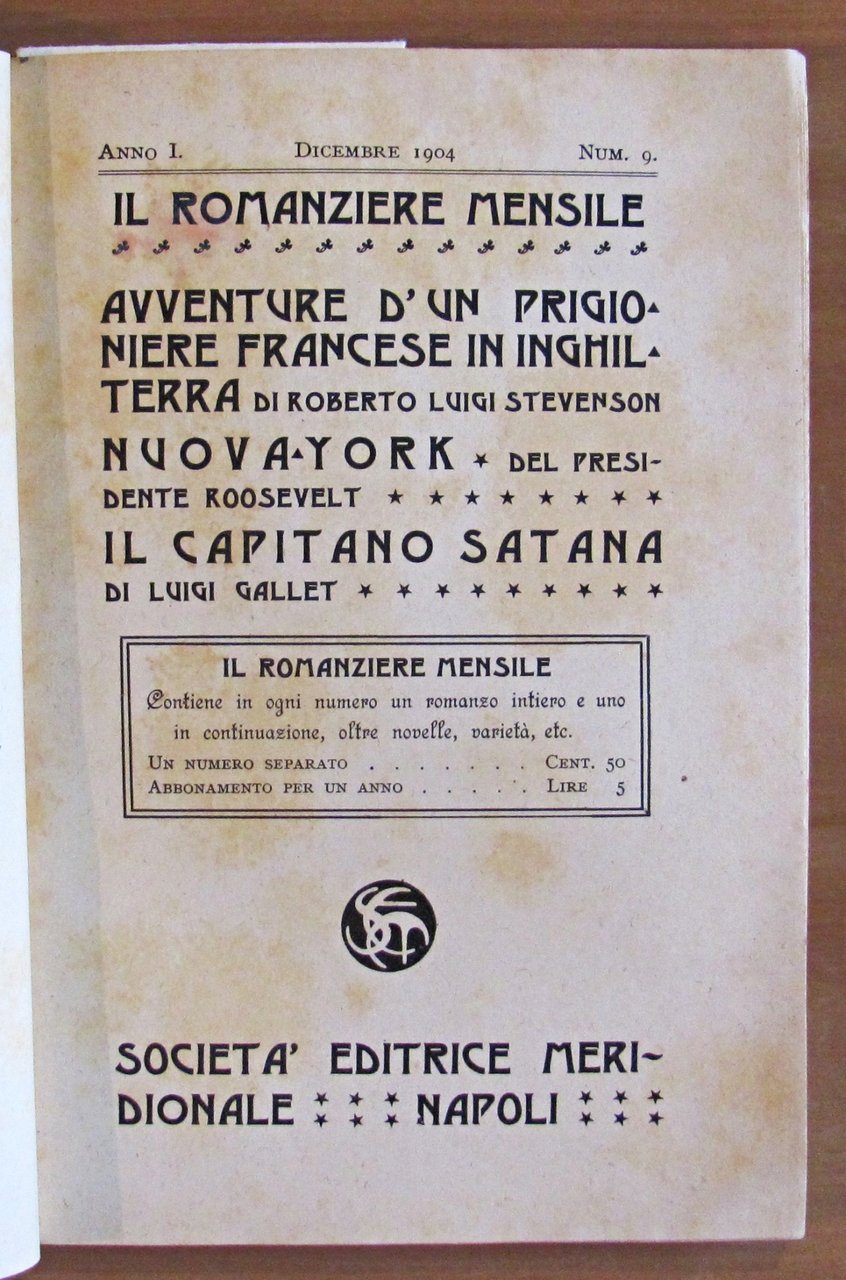 ANNO I. DICEMBRE 1904 NUM. 9.
IL ROMANZIERE MENSILE
AVVENTURE D'UN PRIGIO-
NIERE FRANCESE IN INGHIL-
TERRA DI ROBERTO LUIGI STEVENSON
NUOVA-YORK ★ DEL PRESI-
DENTE ROOSEVELT ★ ★ ★ ★ ★ ★ ★ ★
IL CAPITANO SATANA
DI LUIGI GALLET ★ ★ ★ ★ ★ ★ ★ ★ ★
IL ROMANZIERE MENSILE
Contiene in ogni numero un romanzo intiero e uno
in continuazione, oltre novelle, varietà, etc.
UN NUMERO SEPARATO . . . . . . . CENT. 50
ABBONAMENTO PER UN ANNO . . . . . LIRE 5
SOCIETA' EDITRICE MERI-
DIONALE NAPOLI